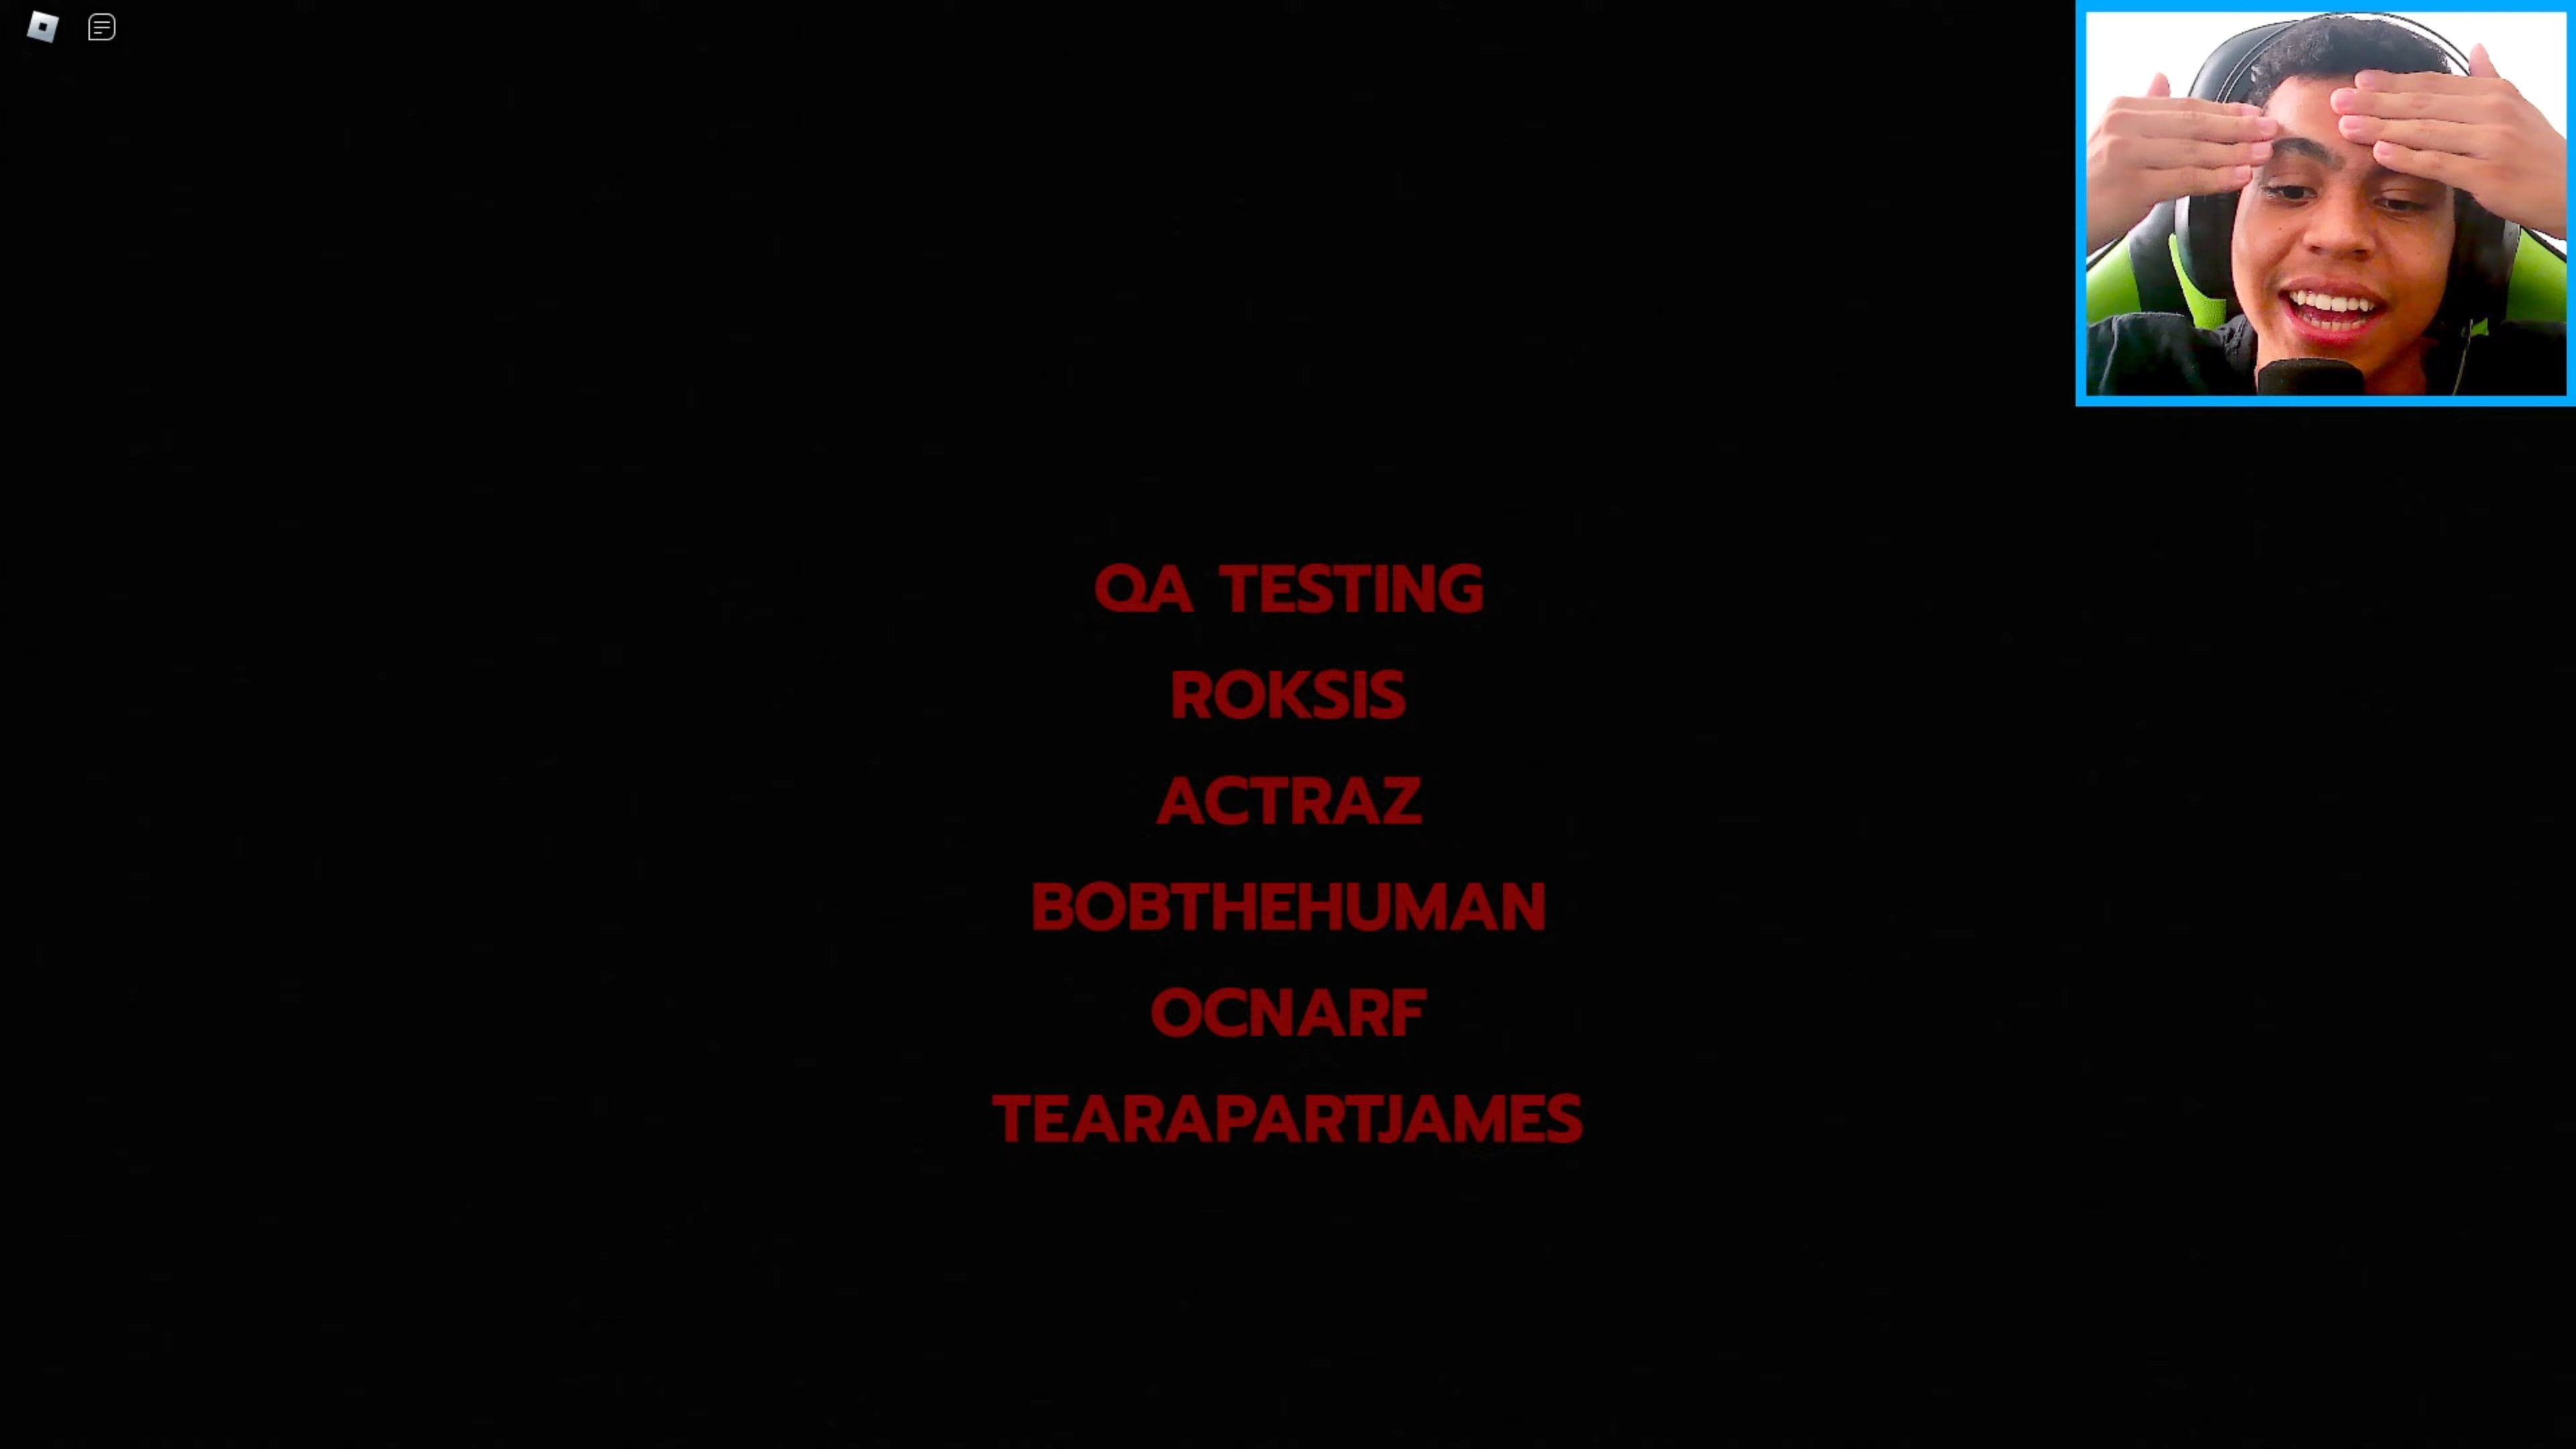 QA TESTING
ROKSIS
ACTRAZ
BOBTHEHUMAN
OCNARF
TEARAPARTJAMES